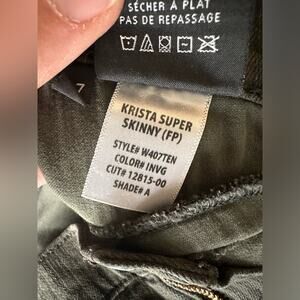 SÉCHER À PLAT
PAS DE REPASSAGE
7
KRISTA SUPER
SKINNY (FP)
STYLE# W407TEN
COLOR# INVG
CUT# 12815-00
SHADE# A